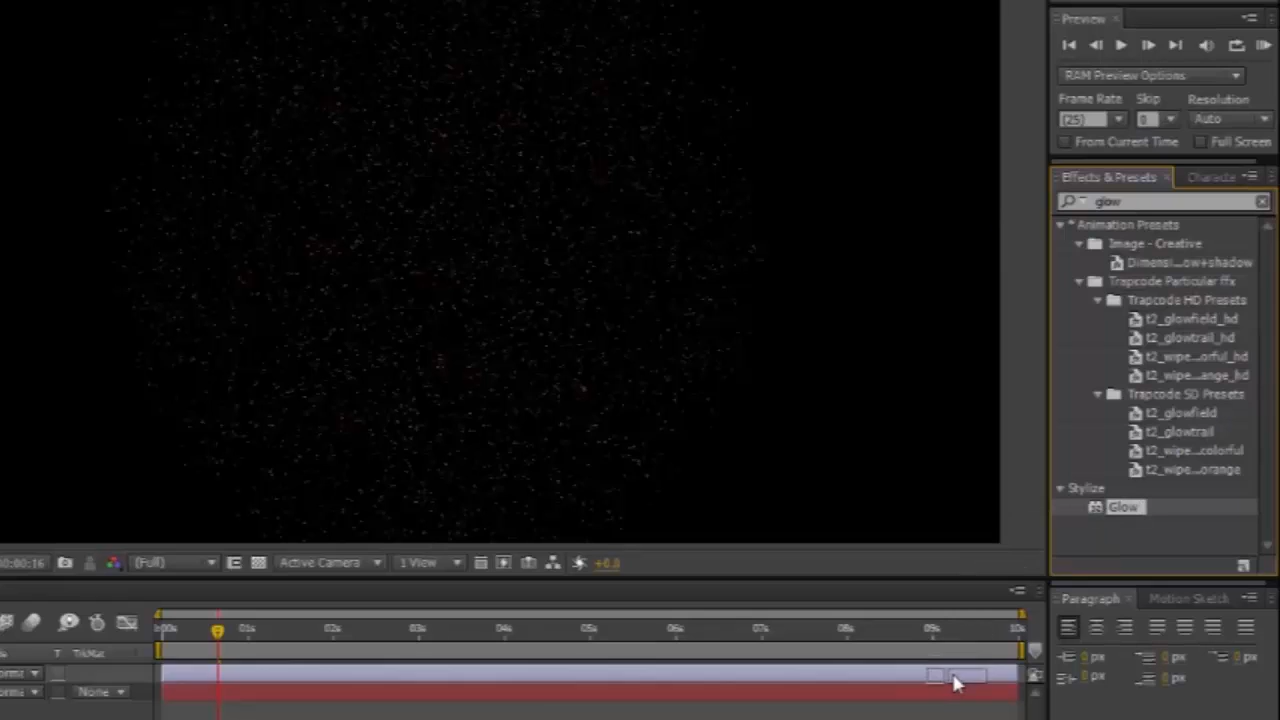 Preview
RAM Preview Options
Frame Rate Skip Resolution
(25) 0 Auto
From Current Time Full Screen
Effects & Presets Characte
glow
* Animation Presets
Image - Creative
Dimensi...ow+shadow
Trapcode Particular ffx
Trapcode HD Presets
t2_glowfield_hd
t2_glowtrail_hd
t2_wipe...orful_hd
t2_wipe...ange_hd
Trapcode SD Presets
t2_glowfield
t2_glowtrail
t2_wipe...colorful
t2_wipe...orange
Stylize
Glow
00:00:16 (Full) Active Camera 1 View +0.0
:00s 01s 02s 03s 04s 05s 06s 07s 08s 09s 10s
T TrkMat
None
Paragraph Motion Sketch
0 px 0 px 0 px
0 px 0 px